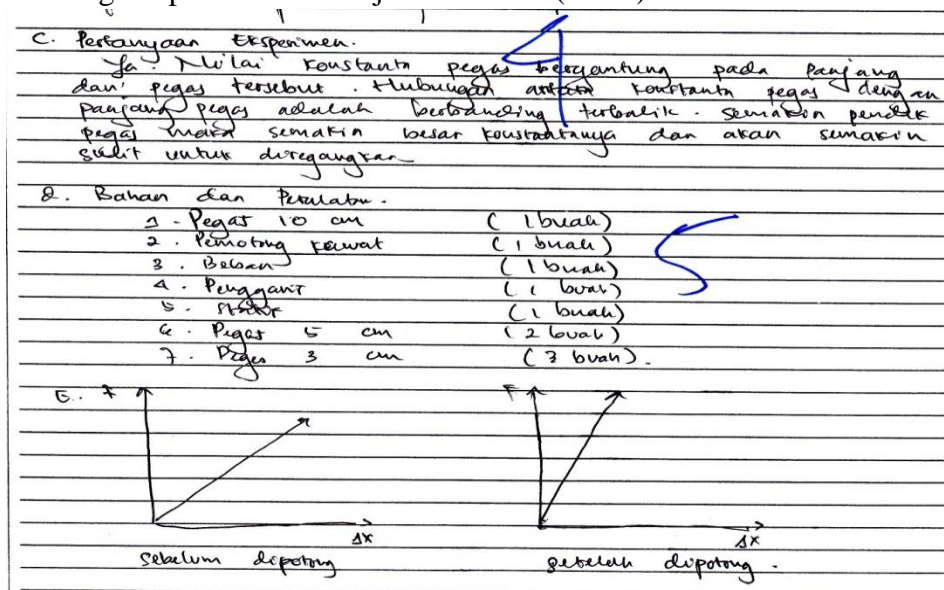 C. Pertanyaan Eksperimen.
Ya. Nilai konstanta pegas bergantung pada panjang
dari pegas tersebut. Hubungan antara konstanta pegas dengan
panjang pegas adalah berbanding terbalik. semakin pendek
pegas maka semakin besar konstantanya dan akan semakin
sulit untuk diregangkan
4
D. Bahan dan Peralatan.
1. Pegas 10 cm (1 buah)
2. Pemotong kawat (1 buah)
3. Beban (1 buah)
4. Penggaris (1 buah)
5. Statif (1 buah)
6. Pegas 5 cm (2 buah)
7. Pegas 3 cm (3 buah).
5
E. F F
Δx Δx
sebelum dipotong setelah dipotong.